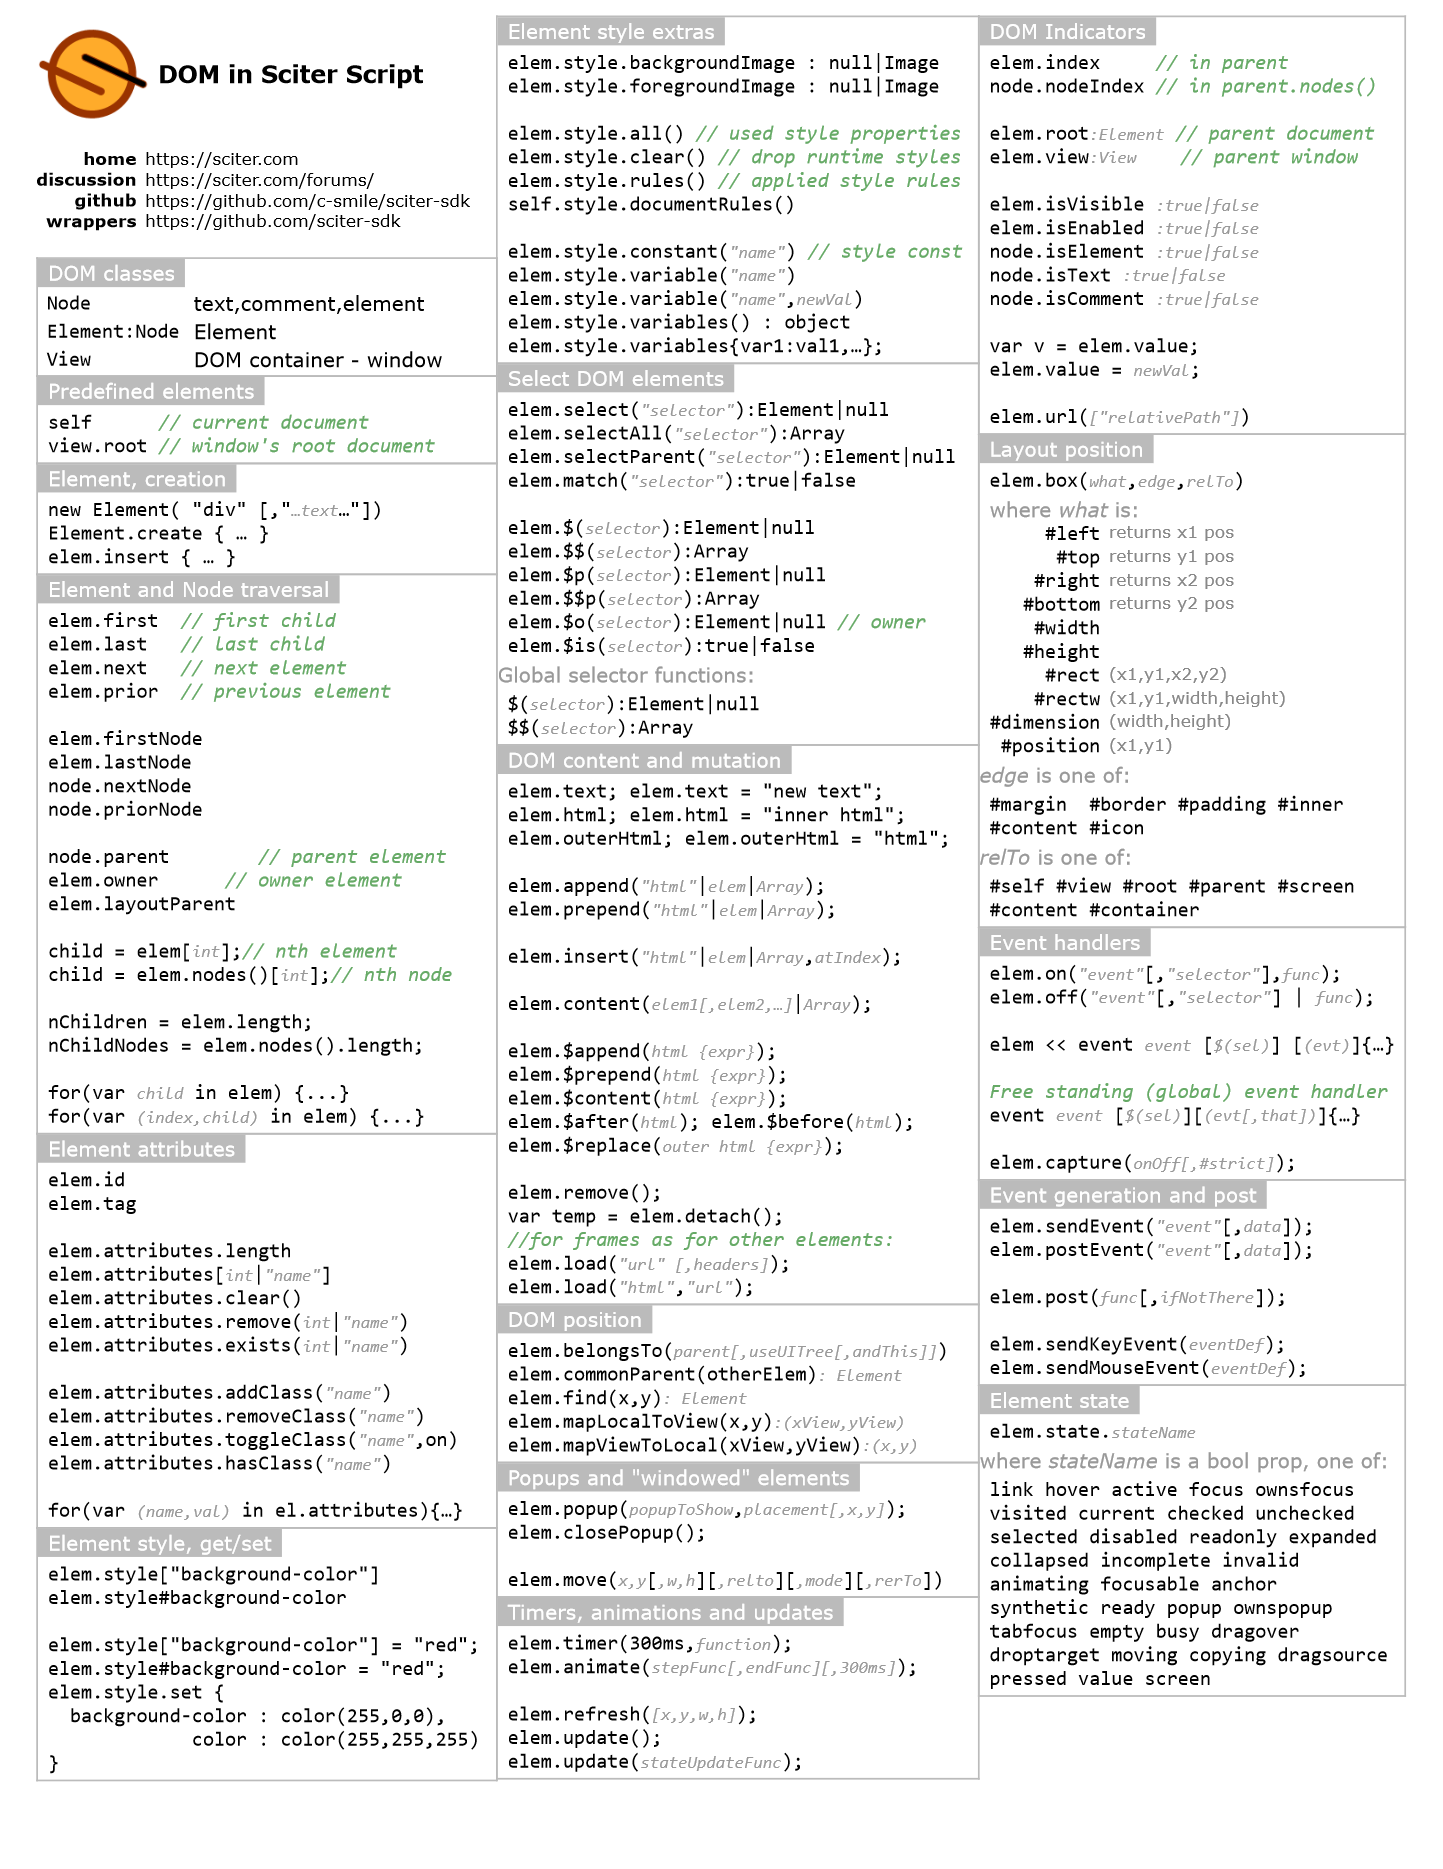 DOM in Sciter Script
home https://sciter.com
discussion https://sciter.com/forums/
github https://github.com/c-smile/sciter-sdk
wrappers https://github.com/sciter-sdk
DOM classes
Node text,comment,element
Element:Node Element
View DOM container - window
Predefined elements
self // current document
view.root // window's root document
Element, creation
new Element( "div" [,"…text…"])
Element.create { … }
elem.insert { … }
Element and Node traversal
elem.first // first child
elem.last // last child
elem.next // next element
elem.prior // previous element
elem.firstNode
elem.lastNode
node.nextNode
node.priorNode
node.parent // parent element
elem.owner // owner element
elem.layoutParent
child = elem[int];// nth element
child = elem.nodes()[int];// nth node
nChildren = elem.length;
nChildNodes = elem.nodes().length;
for(var child in elem) {...}
for(var (index,child) in elem) {...}
Element attributes
elem.id
elem.tag
elem.attributes.length
elem.attributes[int|"name"]
elem.attributes.clear()
elem.attributes.remove(int|"name")
elem.attributes.exists(int|"name")
elem.attributes.addClass("name")
elem.attributes.removeClass("name")
elem.attributes.toggleClass("name",on)
elem.attributes.hasClass("name")
for(var (name,val) in el.attributes){…}
Element style, get/set
elem.style["background-color"]
elem.style#background-color
elem.style["background-color"] = "red";
elem.style#background-color = "red";
elem.style.set {
background-color : color(255,0,0),
color : color(255,255,255)
}
Element style extras
elem.style.backgroundImage : null|Image
elem.style.foregroundImage : null|Image
elem.style.all() // used style properties
elem.style.clear() // drop runtime styles
elem.style.rules() // applied style rules
self.style.documentRules()
elem.style.constant("name") // style const
elem.style.variable("name")
elem.style.variable("name",newVal)
elem.style.variables() : object
elem.style.variables{var1:val1,…};
Select DOM elements
elem.select("selector"):Element|null
elem.selectAll("selector"):Array
elem.selectParent("selector"):Element|null
elem.match("selector"):true|false
elem.$(selector):Element|null
elem.$$(selector):Array
elem.$p(selector):Element|null
elem.$$p(selector):Array
elem.$o(selector):Element|null // owner
elem.$is(selector):true|false
Global selector functions:
$(selector):Element|null
$$(selector):Array
DOM content and mutation
elem.text; elem.text = "new text";
elem.html; elem.html = "inner html";
elem.outerHtml; elem.outerHtml = "html";
elem.append("html"|elem|Array);
elem.prepend("html"|elem|Array);
elem.insert("html"|elem|Array,atIndex);
elem.content(elem1[,elem2,…]|Array);
elem.$append(html {expr});
elem.$prepend(html {expr});
elem.$content(html {expr});
elem.$after(html); elem.$before(html);
elem.$replace(outer html {expr});
elem.remove();
var temp = elem.detach();
//for frames as for other elements:
elem.load("url" [,headers]);
elem.load("html","url");
DOM position
elem.belongsTo(parent[,useUITree[,andThis]])
elem.commonParent(otherElem): Element
elem.find(x,y): Element
elem.mapLocalToView(x,y):(xView,yView)
elem.mapViewToLocal(xView,yView):(x,y)
Popups and "windowed" elements
elem.popup(popupToShow,placement[,x,y]);
elem.closePopup();
elem.move(x,y[,w,h][,relto][,mode][,rerTo])
Timers, animations and updates
elem.timer(300ms,function);
elem.animate(stepFunc[,endFunc][,300ms]);
elem.refresh([x,y,w,h]);
elem.update();
elem.update(stateUpdateFunc);
DOM Indicators
elem.index // in parent
node.nodeIndex // in parent.nodes()
elem.root:Element // parent document
elem.view:View // parent window
elem.isVisible :true|false
elem.isEnabled :true|false
node.isElement :true|false
node.isText :true|false
node.isComment :true|false
var v = elem.value;
elem.value = newVal;
elem.url(["relativePath"])
Layout position
elem.box(what,edge,relTo)
where what is:
#left returns x1 pos
#top returns y1 pos
#right returns x2 pos
#bottom returns y2 pos
#width
#height
#rect (x1,y1,x2,y2)
#rectw (x1,y1,width,height)
#dimension (width,height)
#position (x1,y1)
edge is one of:
#margin #border #padding #inner
#content #icon
relTo is one of:
#self #view #root #parent #screen
#content #container
Event handlers
elem.on("event"[,"selector"],func);
elem.off("event"[,"selector"] | func);
elem << event event [$(sel)] [(evt)]{…}
Free standing (global) event handler
event event [$(sel)][(evt[,that])]{…}
elem.capture(onOff[,#strict]);
Event generation and post
elem.sendEvent("event"[,data]);
elem.postEvent("event"[,data]);
elem.post(func[,ifNotThere]);
elem.sendKeyEvent(eventDef);
elem.sendMouseEvent(eventDef);
Element state
elem.state.stateName
where stateName is a bool prop, one of:
link hover active focus ownsfocus
visited current checked unchecked
selected disabled readonly expanded
collapsed incomplete invalid
animating focusable anchor
synthetic ready popup ownspopup
tabfocus empty busy dragover
droptarget moving copying dragsource
pressed value screen